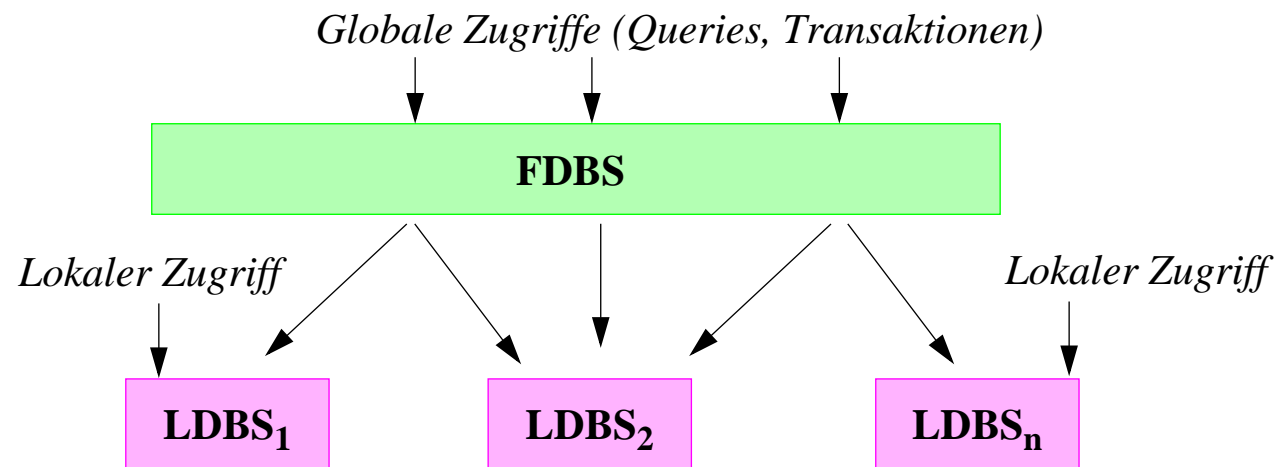 Globale Zugriffe (Queries, Transaktionen)
FDBS
Lokaler Zugriff
Lokaler Zugriff
LDBS1
LDBS2
LDBSn